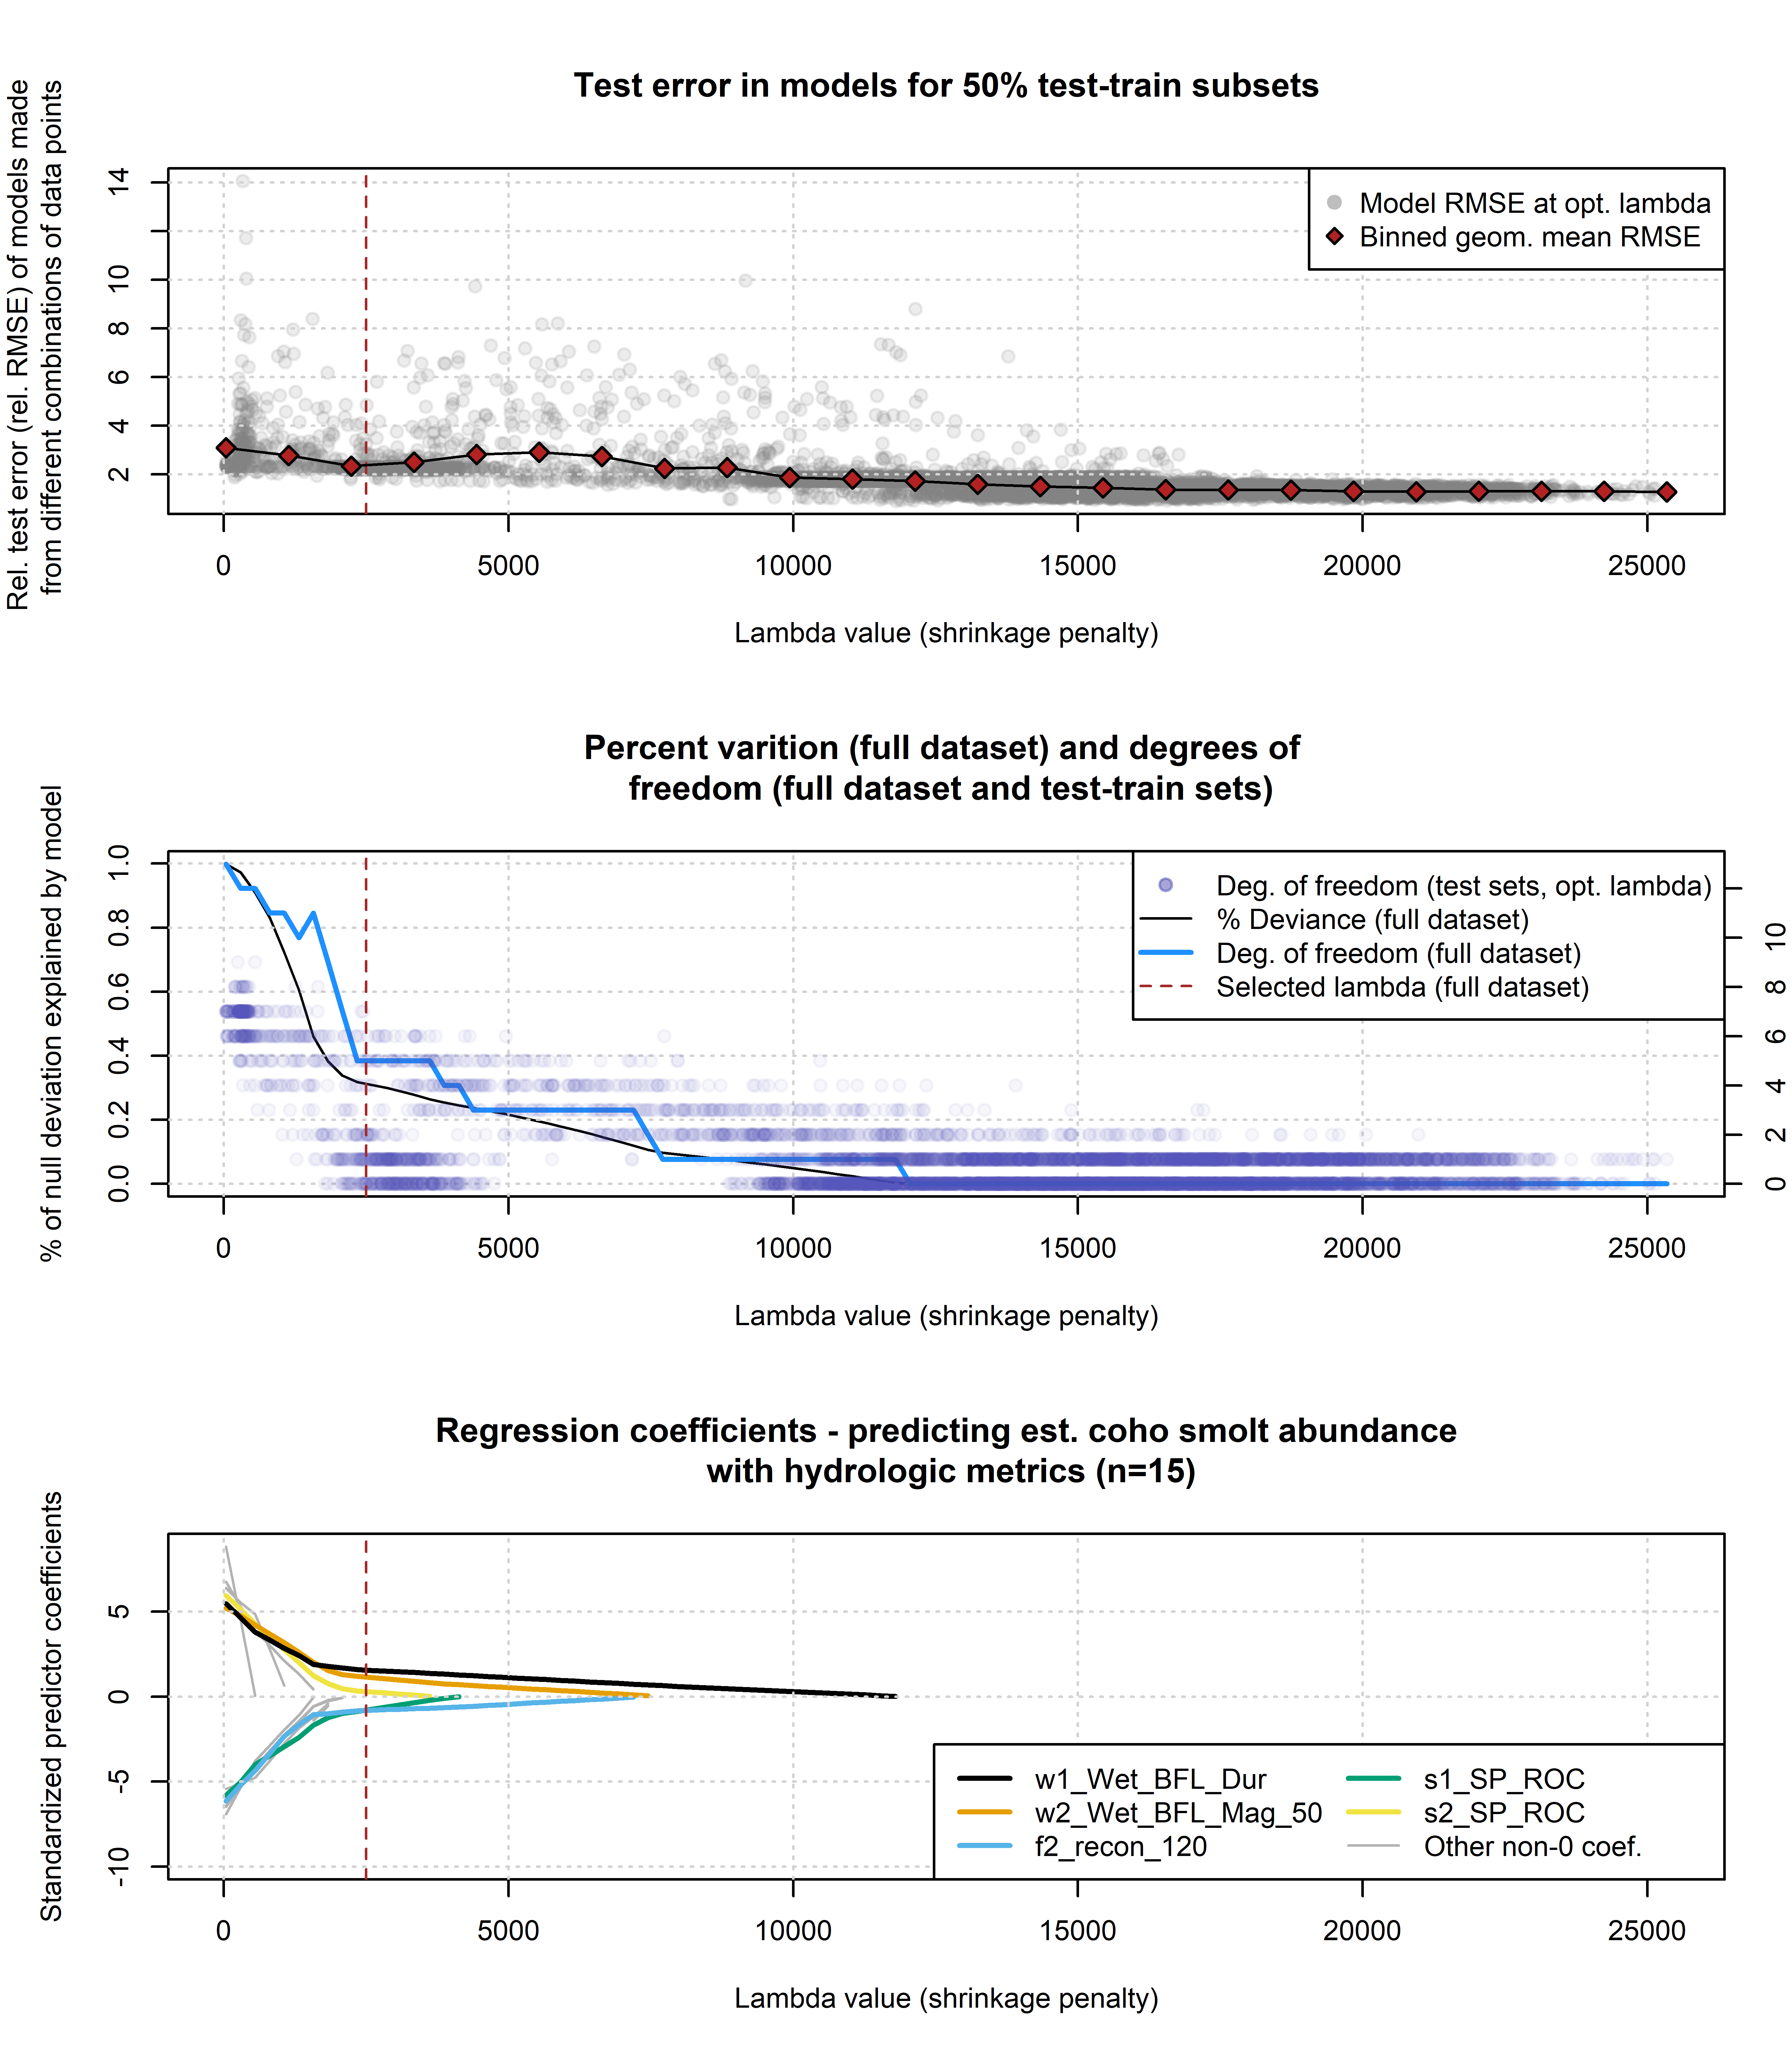 Test error in models for 50% test-train subsets
Rel. test error (rel. RMSE) of models made
from different combinations of data points
14
10
8
6
4
2
Model RMSE at opt. lambda
Binned geom. mean RMSE
0 5000 10000 15000 20000 25000
Lambda value (shrinkage penalty)
Percent varition (full dataset) and degrees of
freedom (full dataset and test-train sets)
% of null deviation explained by model
1.0
0.8
0.6
0.4
0.2
0.0
Deg. of freedom (test sets, opt. lambda)
% Deviance (full dataset)
Deg. of freedom (full dataset)
Selected lambda (full dataset)
10
8
6
4
2
0
0 5000 10000 15000 20000 25000
Lambda value (shrinkage penalty)
Regression coefficients - predicting est. coho smolt abundance
with hydrologic metrics (n=15)
Standardized predictor coefficients
5
0
-5
-10
w1_Wet_BFL_Dur
w2_Wet_BFL_Mag_50
f2_recon_120
s1_SP_ROC
s2_SP_ROC
Other non-0 coef.
0 5000 10000 15000 20000 25000
Lambda value (shrinkage penalty)